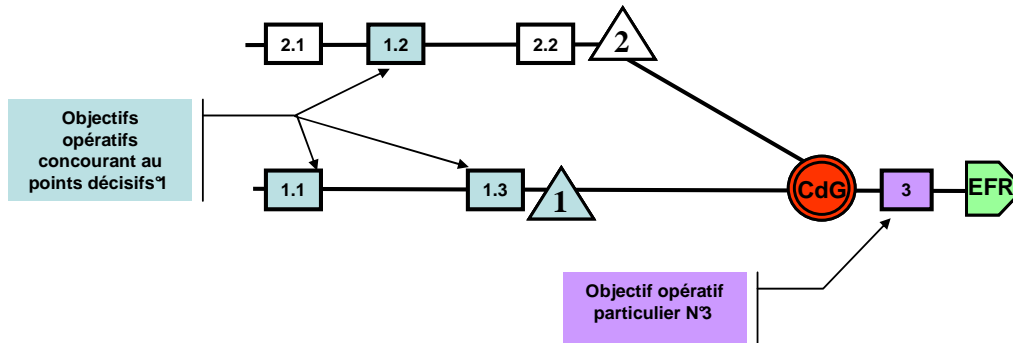 2.1 1.2 2.2 2
Objectifs
opératifs
concourant au
points décisifs°1
1.1 1.3 1 CdG 3 EFR
Objectif opératif
particulier N°3